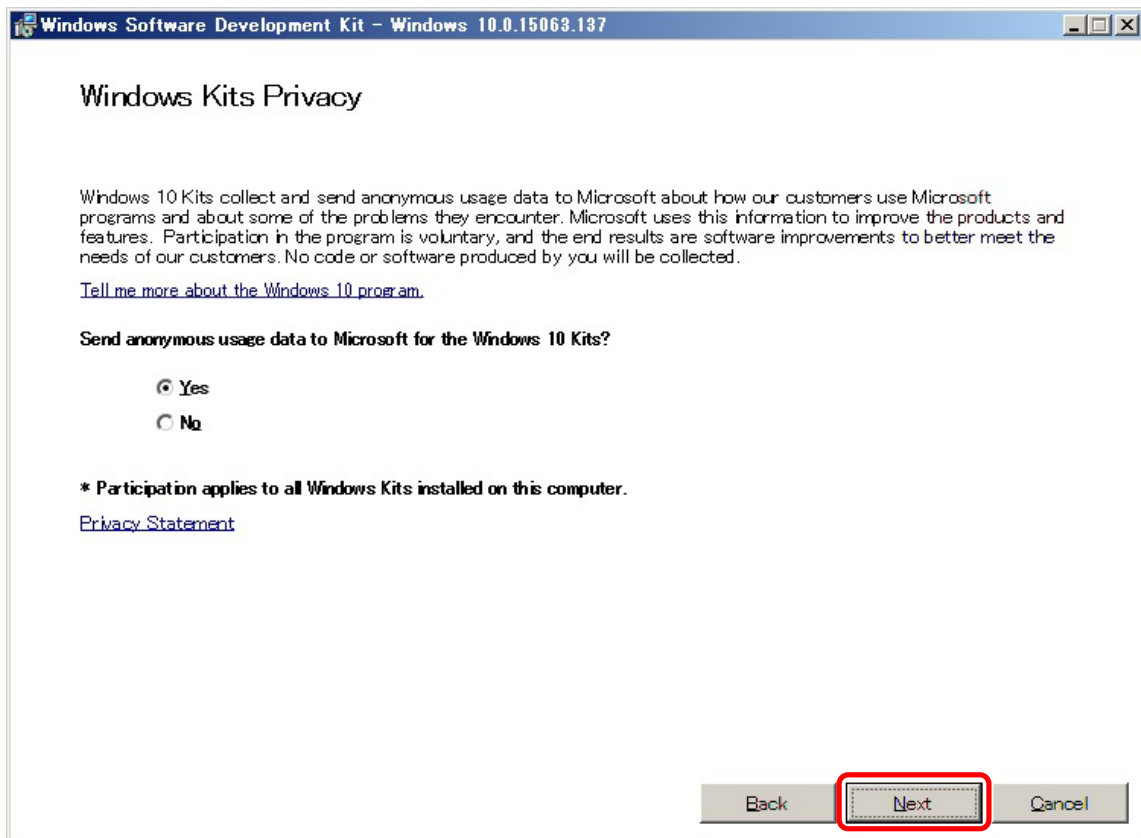 Windows Software Development Kit - Windows 10.0.15063.137
Windows Kits Privacy
Windows 10 Kits collect and send anonymous usage data to Microsoft about how our customers use Microsoft
programs and about some of the problems they encounter. Microsoft uses this information to improve the products and
features. Participation in the program is voluntary, and the end results are software improvements to better meet the
needs of our customers. No code or software produced by you will be collected.
Tell me more about the Windows 10 program.
Send anonymous usage data to Microsoft for the Windows 10 Kits?
Yes
No
* Participation applies to all Windows Kits installed on this computer.
Privacy Statement
Back Next Cancel